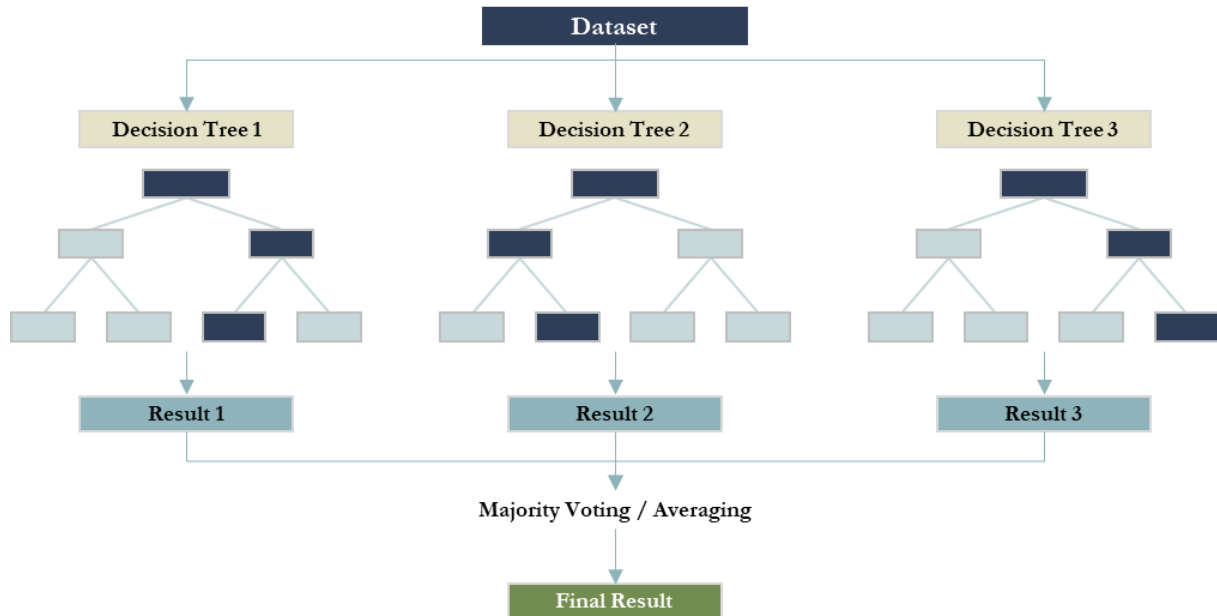 Dataset
Decision Tree 1
Decision Tree 2
Decision Tree 3
Result 1
Result 2
Result 3
Majority Voting / Averaging
Final Result